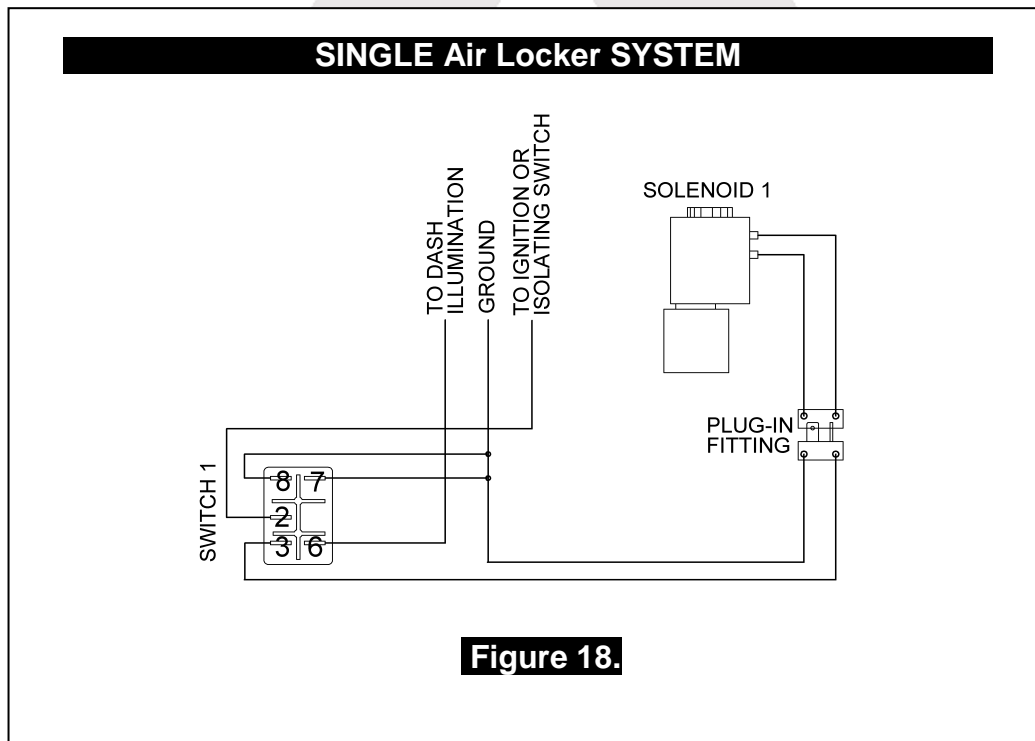 SINGLE Air Locker SYSTEM
TO DASH
ILLUMINATION
GROUND
TO IGNITION OR
ISOLATING SWITCH
SOLENOID 1
PLUG-IN
FITTING
SWITCH 1
8 7
2
3 6
Figure 18.